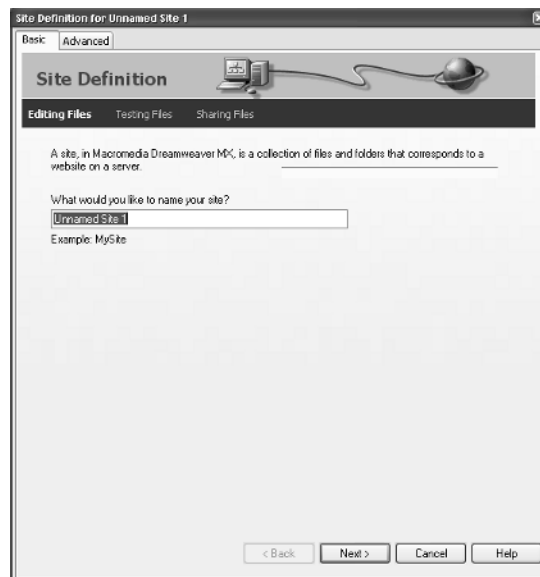 Site Definition for Unnamed Site 1
Basic Advanced
Site Definition
Editing Files Testing Files Sharing Files
A site, in Macromedia Dreamweaver MX, is a collection of files and folders that corresponds to a
website on a server.
What would you like to name your site?
Unnamed Site 1
Example: MySite
< Back Next > Cancel Help